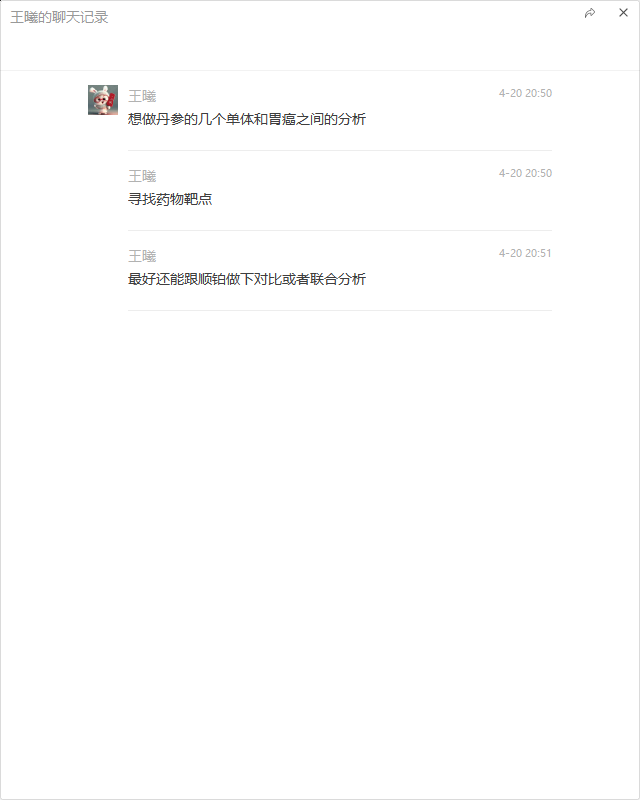 王曦的聊天记录
王曦
4-20 20:50
想做丹参的几个单体和胃癌之间的分析
王曦
4-20 20:50
寻找药物靶点
王曦
4-20 20:51
最好还能跟顺铂做下对比或者联合分析